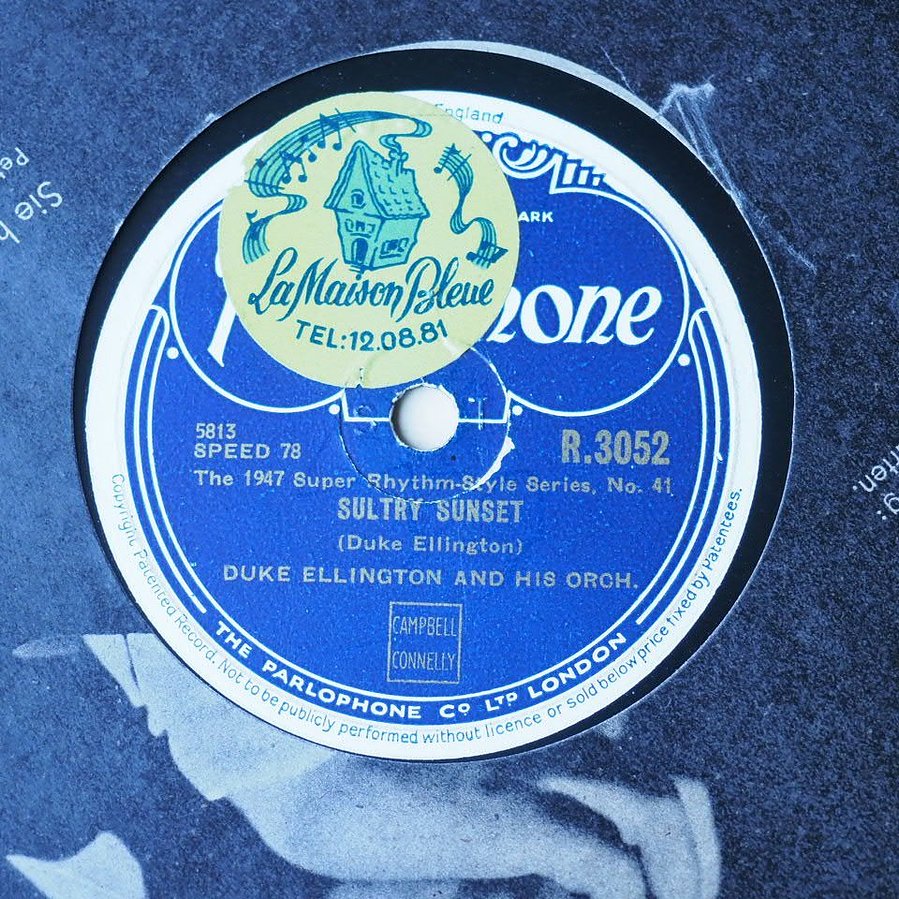 England
ARK
La Maison Bleue
TEL:12.08.81
none
5813
SPEED 78
R.3052
The 1947 Super Rhythm-Style Series, No. 41
SULTRY SUNSET
(Duke Ellington)
DUKE ELLINGTON AND HIS ORCH.
CAMPBELL
CONNELLY
THE PARLOPHONE CO LTD LONDON
Copyright Patented Record. Not to be publicly performed without licence or sold below price fixed by Patentees.
Sie